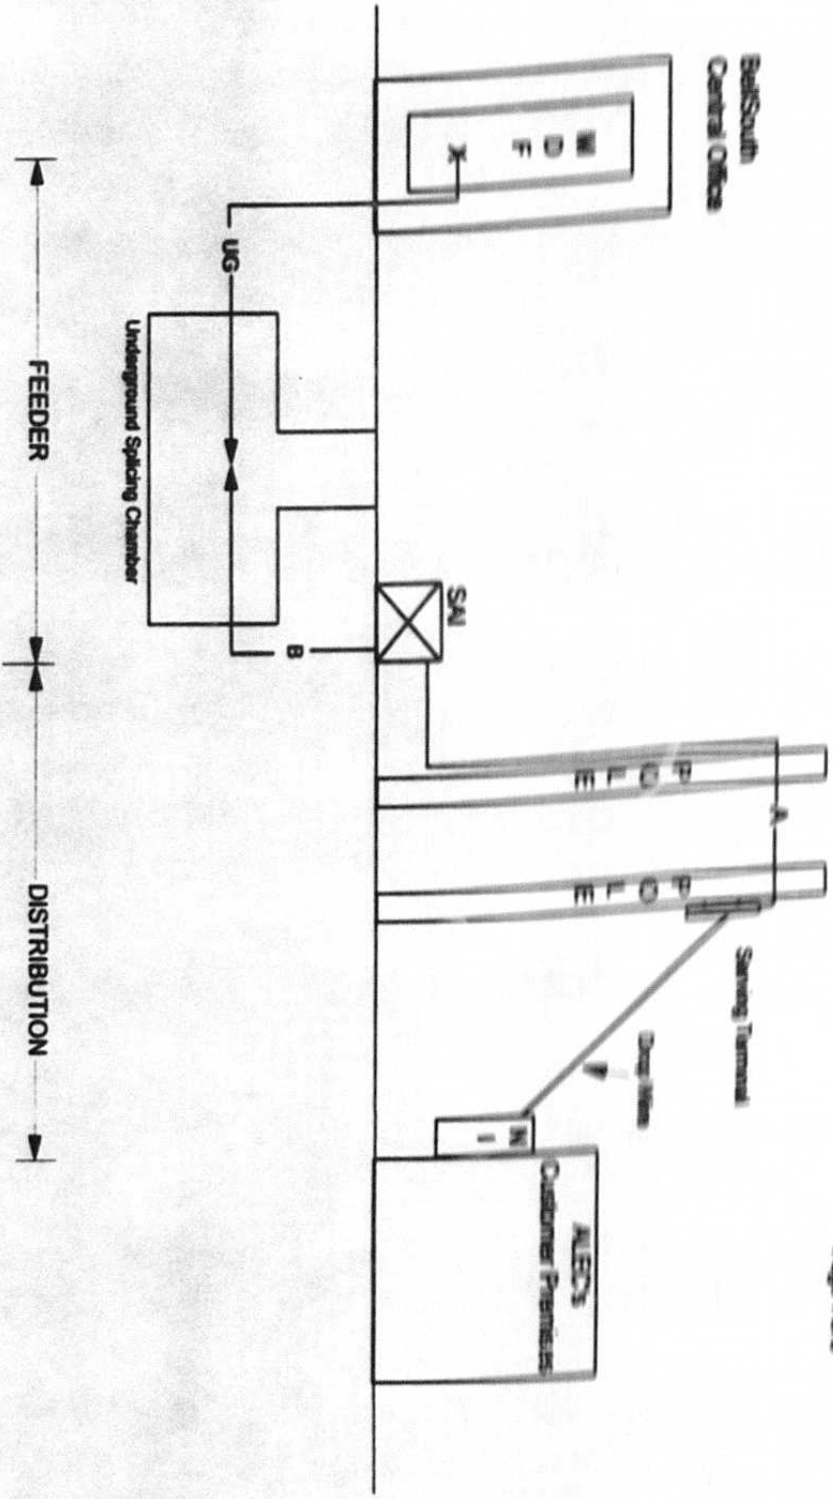 BellSouth
Central Office
M
D
F
X
UG
Underground Splicing Chamber
B
SAI
P
O
L
E
A
P
O
L
E
Serving Terminal
Drop Wire
N
I
ALEC's
Customer Premises
FEEDER
DISTRIBUTION